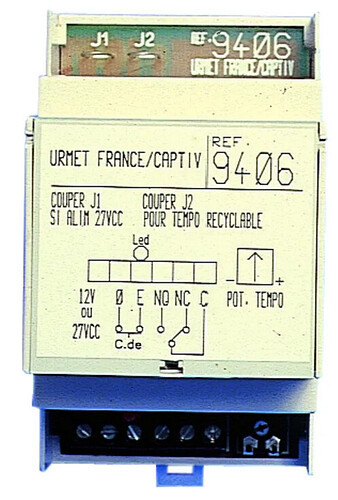 J1 J2 REF. 9406
URMET FRANCE/CAPTIV
URMET FRANCE/CAPTIV REF. 9406
COUPER J1 COUPER J2
SI ALIM 27VCC POUR TEMPO RECYCLABLE
Led
- +
12V Ø E NO NC C POT. TEMPO
ou
27VCC
C.de